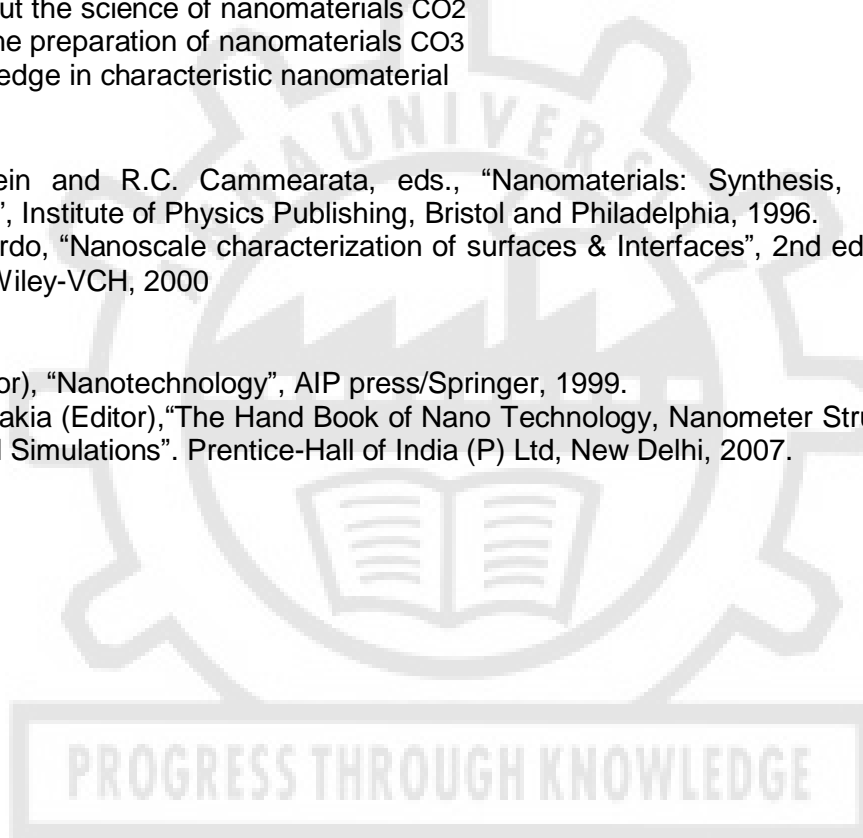 ut the science of nanomaterials CO2
ne preparation of nanomaterials CO3
edge in characteristic nanomaterial
ein and R.C. Cammearata, eds., “Nanomaterials: Synthesis,
”, Institute of Physics Publishing, Bristol and Philadelphia, 1996.
rdo, “Nanoscale characterization of surfaces & Interfaces”, 2nd ed
Wiley-VCH, 2000
or), “Nanotechnology”, AIP press/Springer, 1999.
akia (Editor),“The Hand Book of Nano Technology, Nanometer Stru
l Simulations”. Prentice-Hall of India (P) Ltd, New Delhi, 2007.
PROGRESS THROUGH KNOWLEDGE